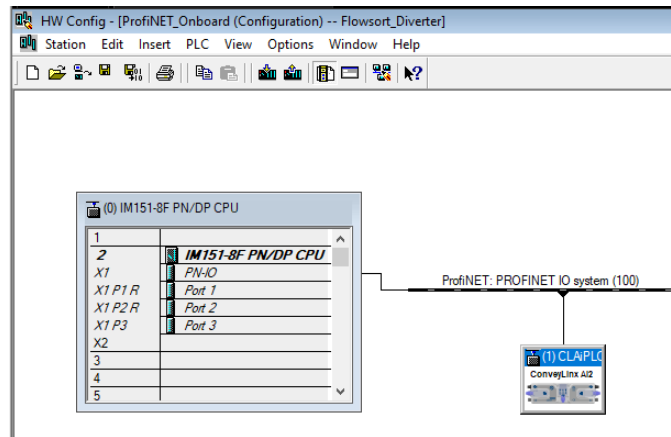 HW Config - [ProfiNET_Onboard (Configuration) -- Flowsort_Diverter]
Station Edit Insert PLC View Options Window Help
(0) IM151-8F PN/DP CPU
1
2 IM151-8F PN/DP CPU
X1 PN-IO
X1 P1 R Port 1
X1 P2 R Port 2
X1 P3 Port 3
X2
3
4
5
ProfiNET: PROFINET IO system (100)
(1) CLAiPLC
ConveyLinx Ai2